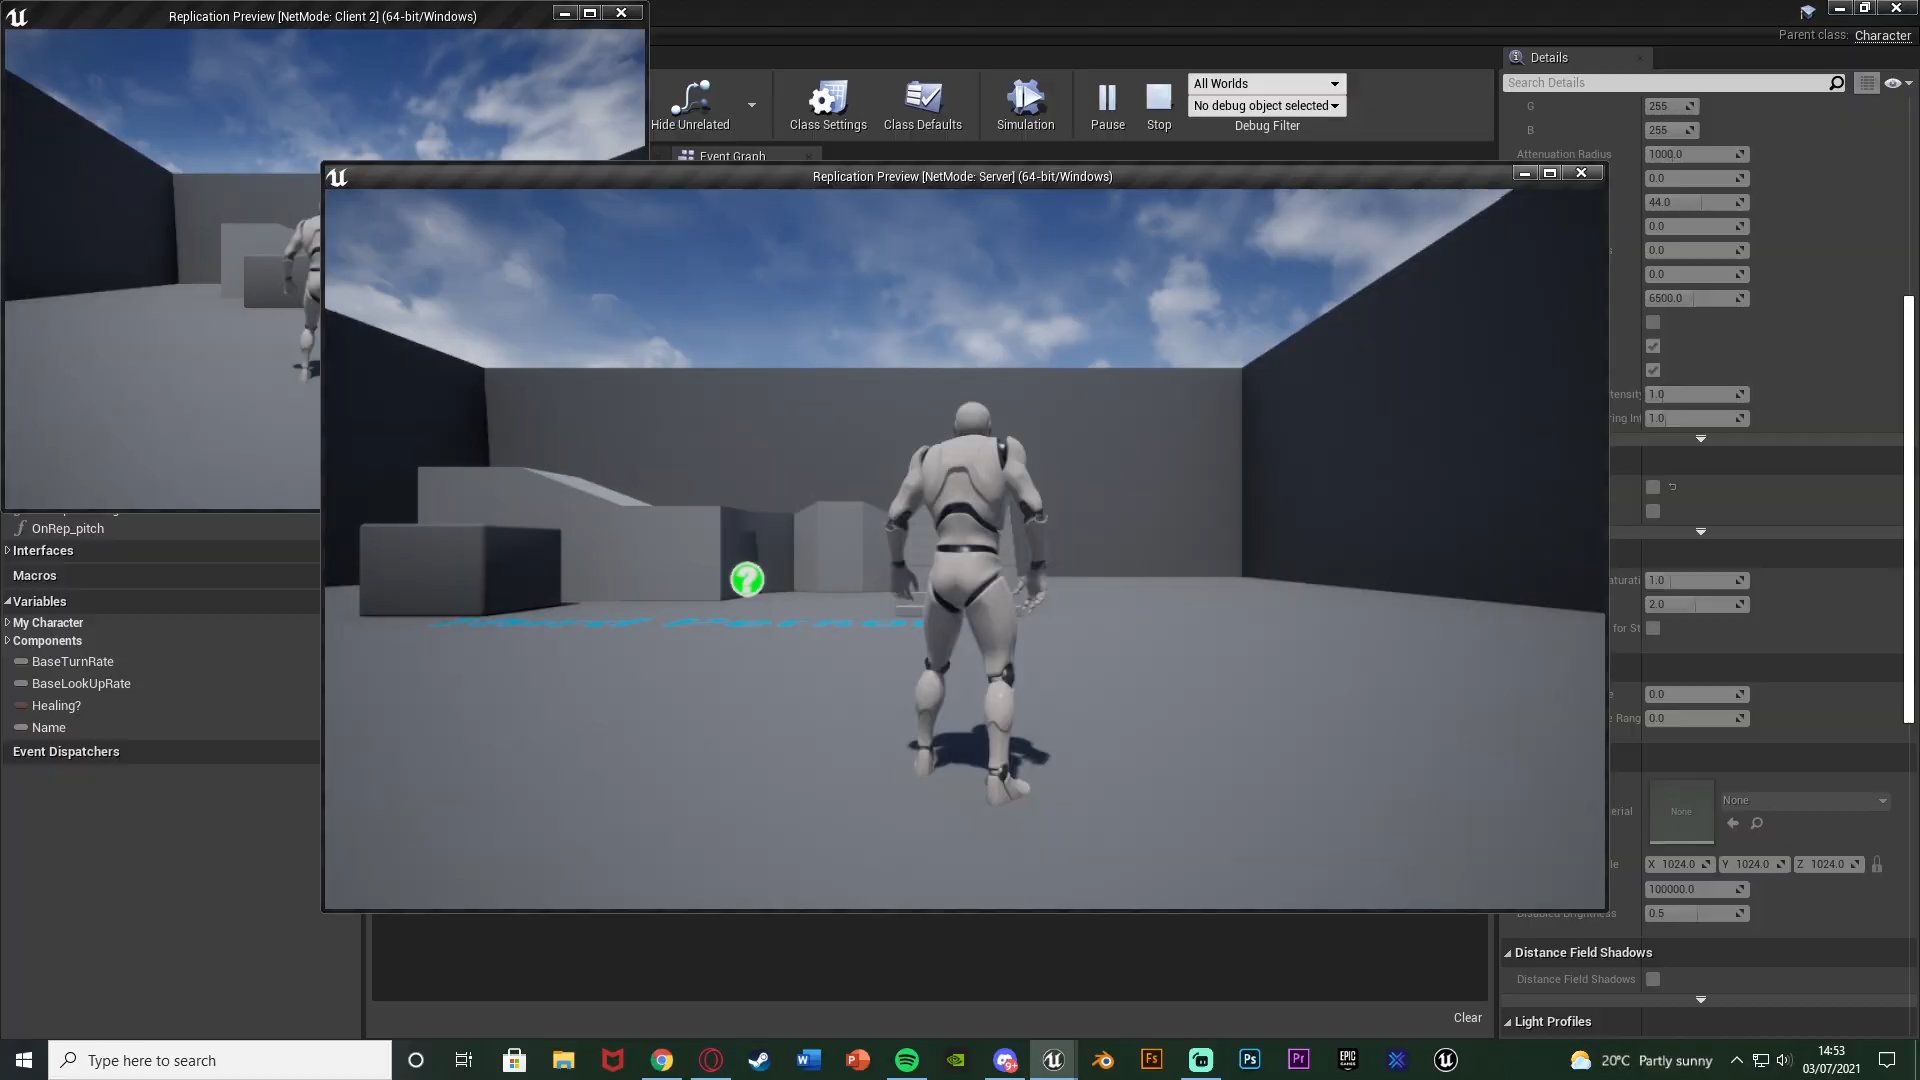 Replication Preview [NetMode: Client 2] (64-bit/Windows)
Parent class: Character
Details
Search Details
Hide Unrelated
Class Settings
Class Defaults
Simulation
Pause
Stop
All Worlds
No debug object selected
Debug Filter
Event Graph
G 255
B 255
Attenuation Radius 1000.0
0.0
44.0
0.0
0.0
0.0
6500.0
1.0
1.0
Replication Preview [NetMode: Server] (64-bit/Windows)
OnRep_pitch
Interfaces
Macros
Variables
My Character
Components
BaseTurnRate
BaseLookUpRate
Healing?
Name
Event Dispatchers
?
1.0
2.0
for St
0.0
0.0
None
None
X 1024.0 Y 1024.0 Z 1024.0
100000.0
0.5
Distance Field Shadows
Distance Field Shadows
Light Profiles
Clear
Type here to search
9+
20°C Partly sunny
14:53
03/07/2021